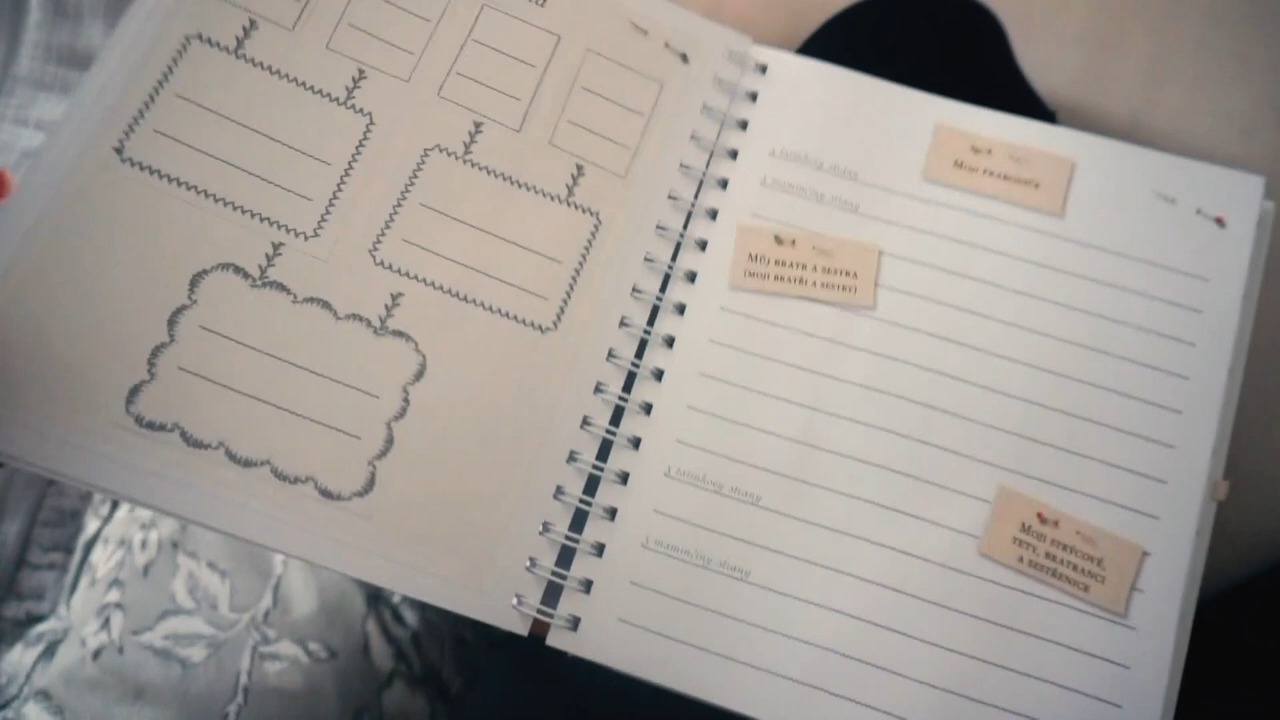 Moji prarodiče
z tatínkovy strany
z maminčiny strany
Můj bratr a sestra
(moji bratři a sestry)
z tatínkovy strany
z maminčiny strany
Moji strýcové,
tety, bratranci
a sestřenice